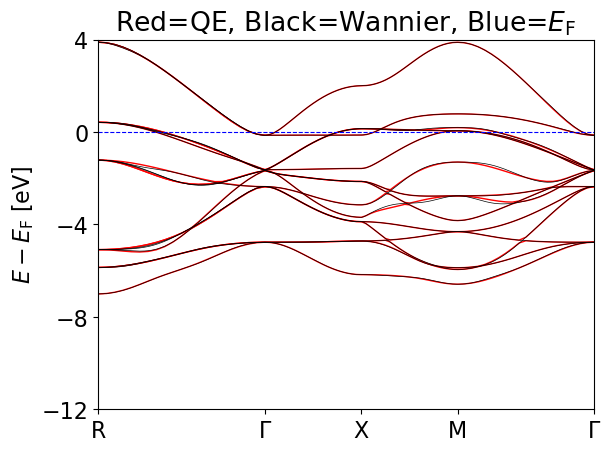 Red=QE, Black=Wannier, Blue=E_F
E − E_F [eV]
4
0
−4
−8
−12
R Γ X M Γ